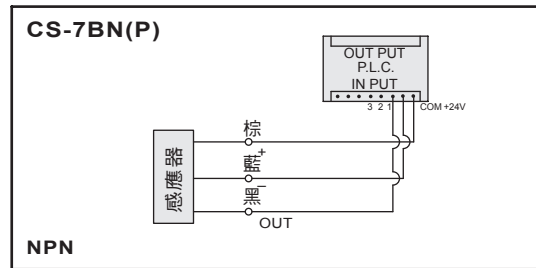 CS-7BN(P)
OUT PUT
P.L.C.
IN PUT
3 2 1 COM +24V
棕
+
藍
−
黑
OUT
感應器
NPN